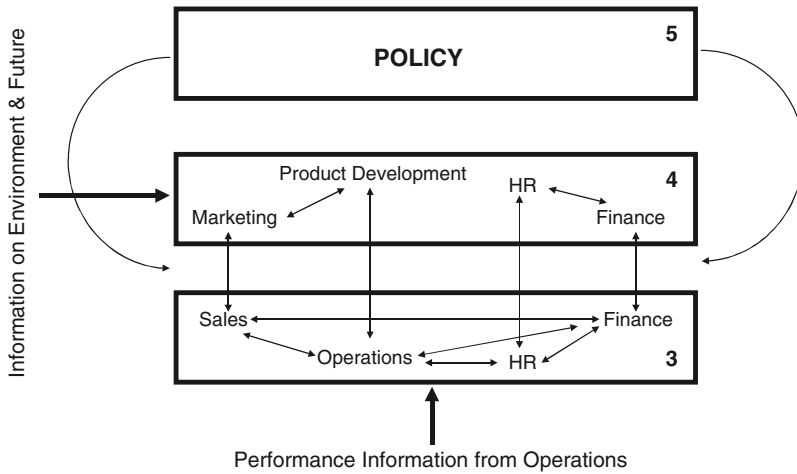 5
POLICY
Information on Environment & Future
Product Development
HR
4
Marketing
Finance
Sales
Finance
Operations
HR
3
Performance Information from Operations